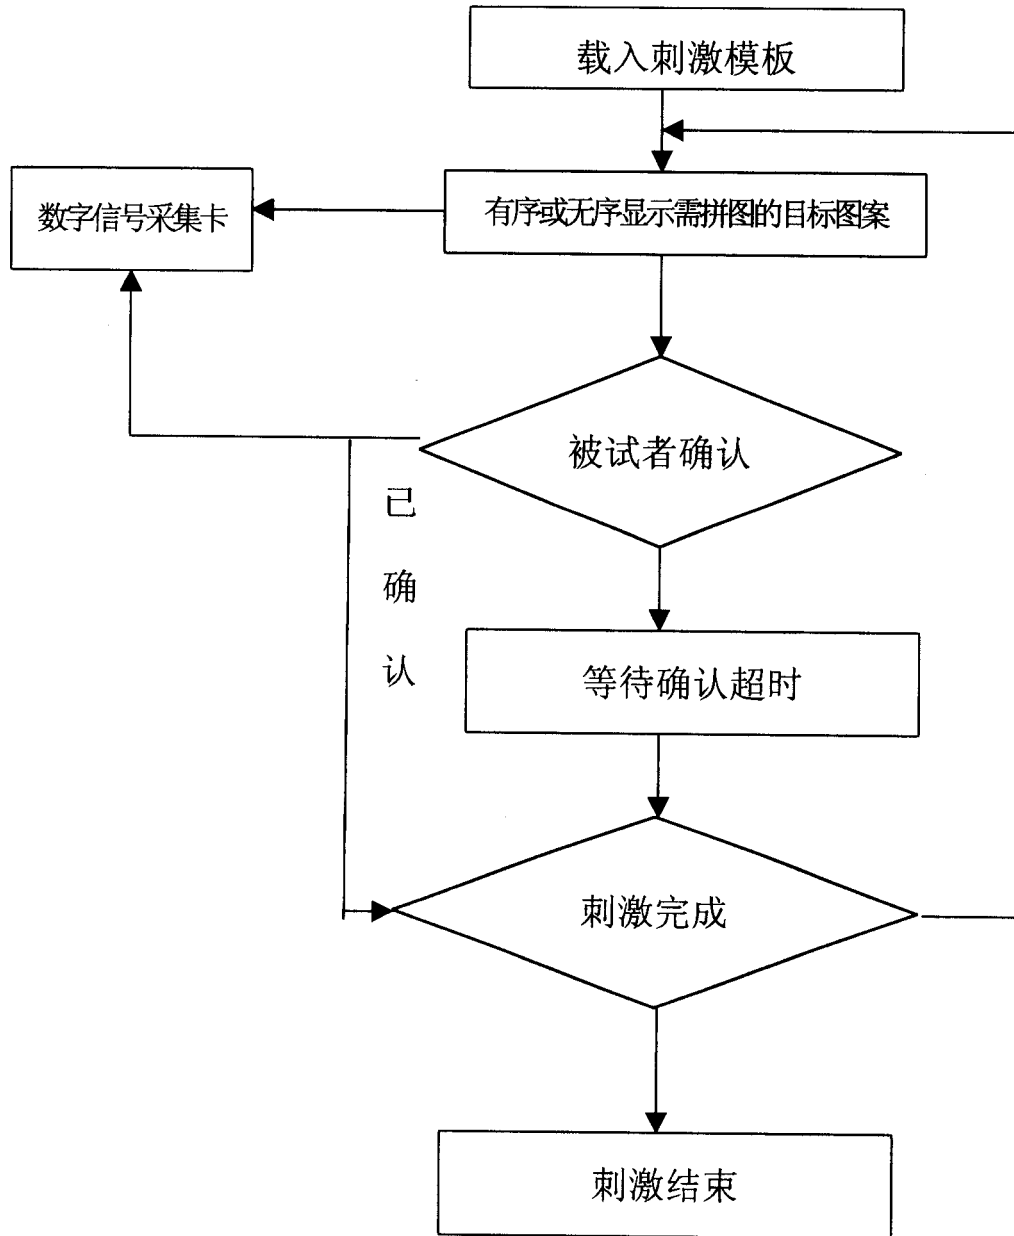 载入刺激模板
数字信号采集卡
有序或无序显示需拼图的目标图案
被试者确认
已
确
认
等待确认超时
刺激完成
刺激结束